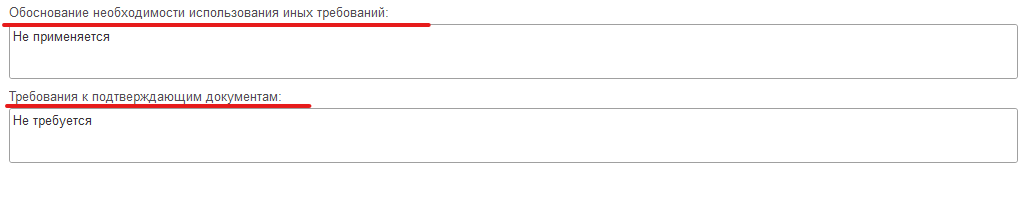 Обоснование необходимости использования иных требований:
Не применяется
Требования к подтверждающим документам:
Не требуется